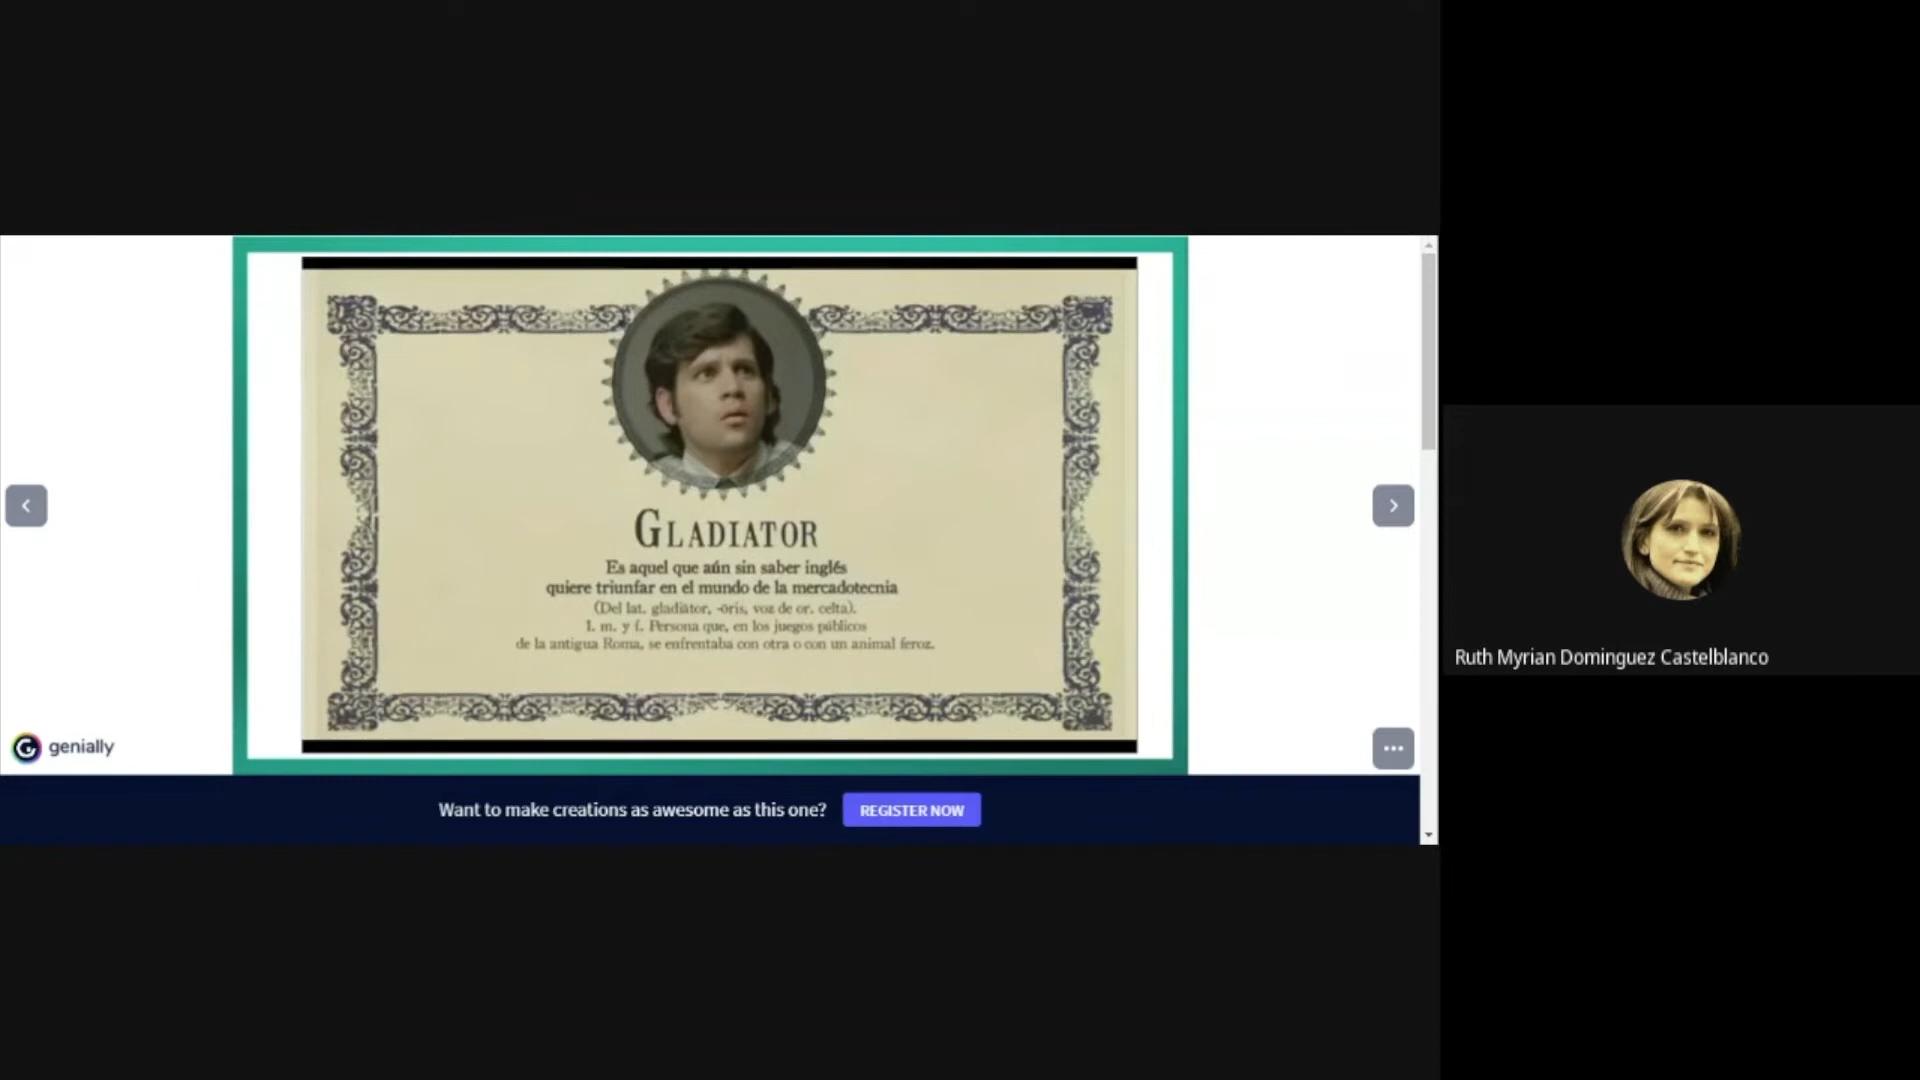 GLADIATOR
Es aquel que aún sin saber inglés
quiere triunfar en el mundo de la mercadotecnia
(Del lat. gladiātor, -ōris, voz de or. celta).
1. m. y f. Persona que, en los juegos públicos
de la antigua Roma, se enfrentaba con otra o con un animal feroz.
genially
Want to make creations as awesome as this one?
REGISTER NOW
Ruth Myrian Dominguez Castelblanco